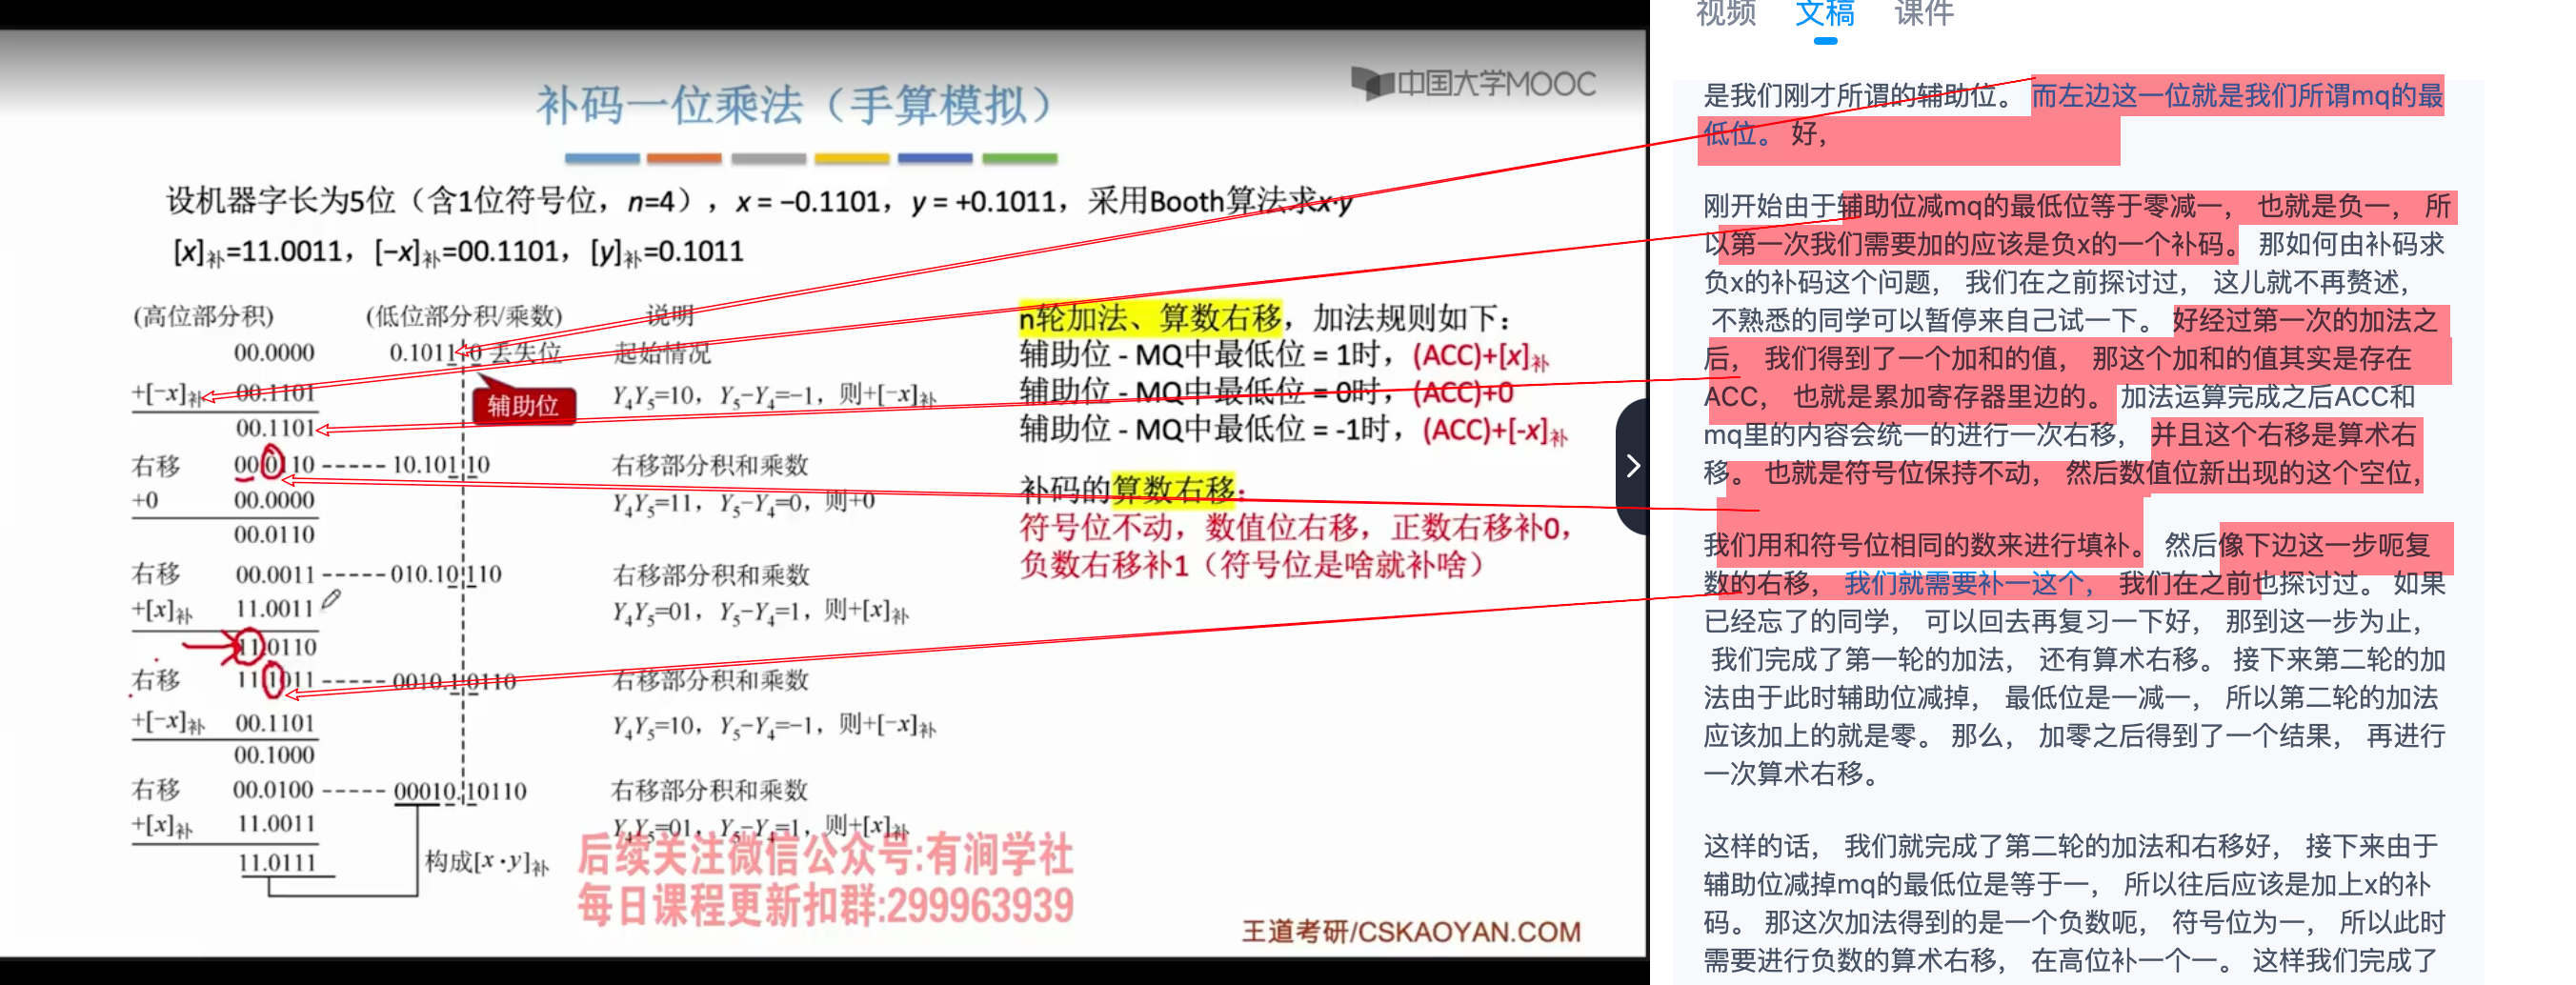 中国大学MOOC
补码一位乘法（手算模拟）
设机器字长为5位（含1位符号位，n=4），x = −0.1101，y = +0.1011，采用Booth算法求x·y
[x]补=11.0011，[−x]补=00.1101，[y]补=0.1011
(高位部分积) (低位部分积/乘数) 说明
00.0000 0.1011 0 丢失位 起始情况
+[−x]补 00.1101 Y4Y5=10，Y5−Y4=−1，则+[−x]补
辅助位
00.1101
右移 00.0110 ----- 10.101 10 右移部分积和乘数
+0 00.0000 Y4Y5=11，Y5−Y4=0，则+0
00.0110
右移 00.0011 ----- 010.10 110 右移部分积和乘数
+[x]补 11.0011 Y4Y5=01，Y5−Y4=1，则+[x]补
11.0110
右移 11.1011 ----- 0010.1 0110 右移部分积和乘数
+[−x]补 00.1101 Y4Y5=10，Y5−Y4=−1，则+[−x]补
00.1000
右移 00.0100 ----- 00010. 10110 右移部分积和乘数
+[x]补 11.0011 Y4Y5=01，Y5−Y4=1，则+[x]补
11.0111 构成[x·y]补
n轮加法、算数右移，加法规则如下：
辅助位 - MQ中最低位 = 1时，(ACC)+[x]补
辅助位 - MQ中最低位 = 0时，(ACC)+0
辅助位 - MQ中最低位 = -1时，(ACC)+[-x]补
补码的算数右移：
符号位不动，数值位右移，正数右移补0，
负数右移补1（符号位是啥就补啥）
后续关注微信公众号:有涧学社
每日课程更新扣群:299963939
王道考研/CSKAOYAN.COM
视频 文稿 课件
是我们刚才所谓的辅助位。 而左边这一位就是我们所谓mq的最
低位。 好，
刚开始由于辅助位减mq的最低位等于零减一， 也就是负一， 所
以第一次我们需要加的应该是负x的一个补码。 那如何由补码求
负x的补码这个问题， 我们在之前探讨过， 这儿就不再赘述，
不熟悉的同学可以暂停来自己试一下。 好经过第一次的加法之
后， 我们得到了一个加和的值， 那这个加和的值其实是存在
ACC， 也就是累加寄存器里边的。 加法运算完成之后ACC和
mq里的内容会统一的进行一次右移， 并且这个右移是算术右
移。 也就是符号位保持不动， 然后数值位新出现的这个空位，
我们用和符号位相同的数来进行填补。 然后像下边这一步呃复
数的右移， 我们就需要补一这个， 我们在之前也探讨过。 如果
已经忘了的同学， 可以回去再复习一下好， 那到这一步为止，
我们完成了第一轮的加法， 还有算术右移。 接下来第二轮的加
法由于此时辅助位减掉， 最低位是一减一， 所以第二轮的加法
应该加上的就是零。 那么， 加零之后得到了一个结果， 再进行
一次算术右移。
这样的话， 我们就完成了第二轮的加法和右移好， 接下来由于
辅助位减掉mq的最低位是等于一， 所以往后应该是加上x的补
码。 那这次加法得到的是一个负数呃， 符号位为一， 所以此时
需要进行负数的算术右移， 在高位补一个一。 这样我们完成了